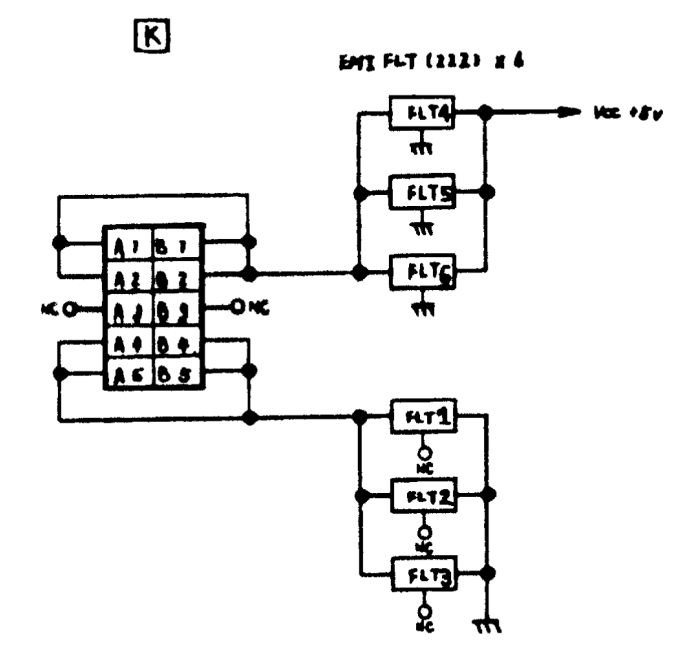 K
EMI FLT (222) x 6
FLT4
Vcc +5V
FLT5
A1 B1
A2 B2
FLT6
NC A3 B3 NC
A4 B4
A5 B5
FLT1
NC
FLT2
NC
FLT3
NC